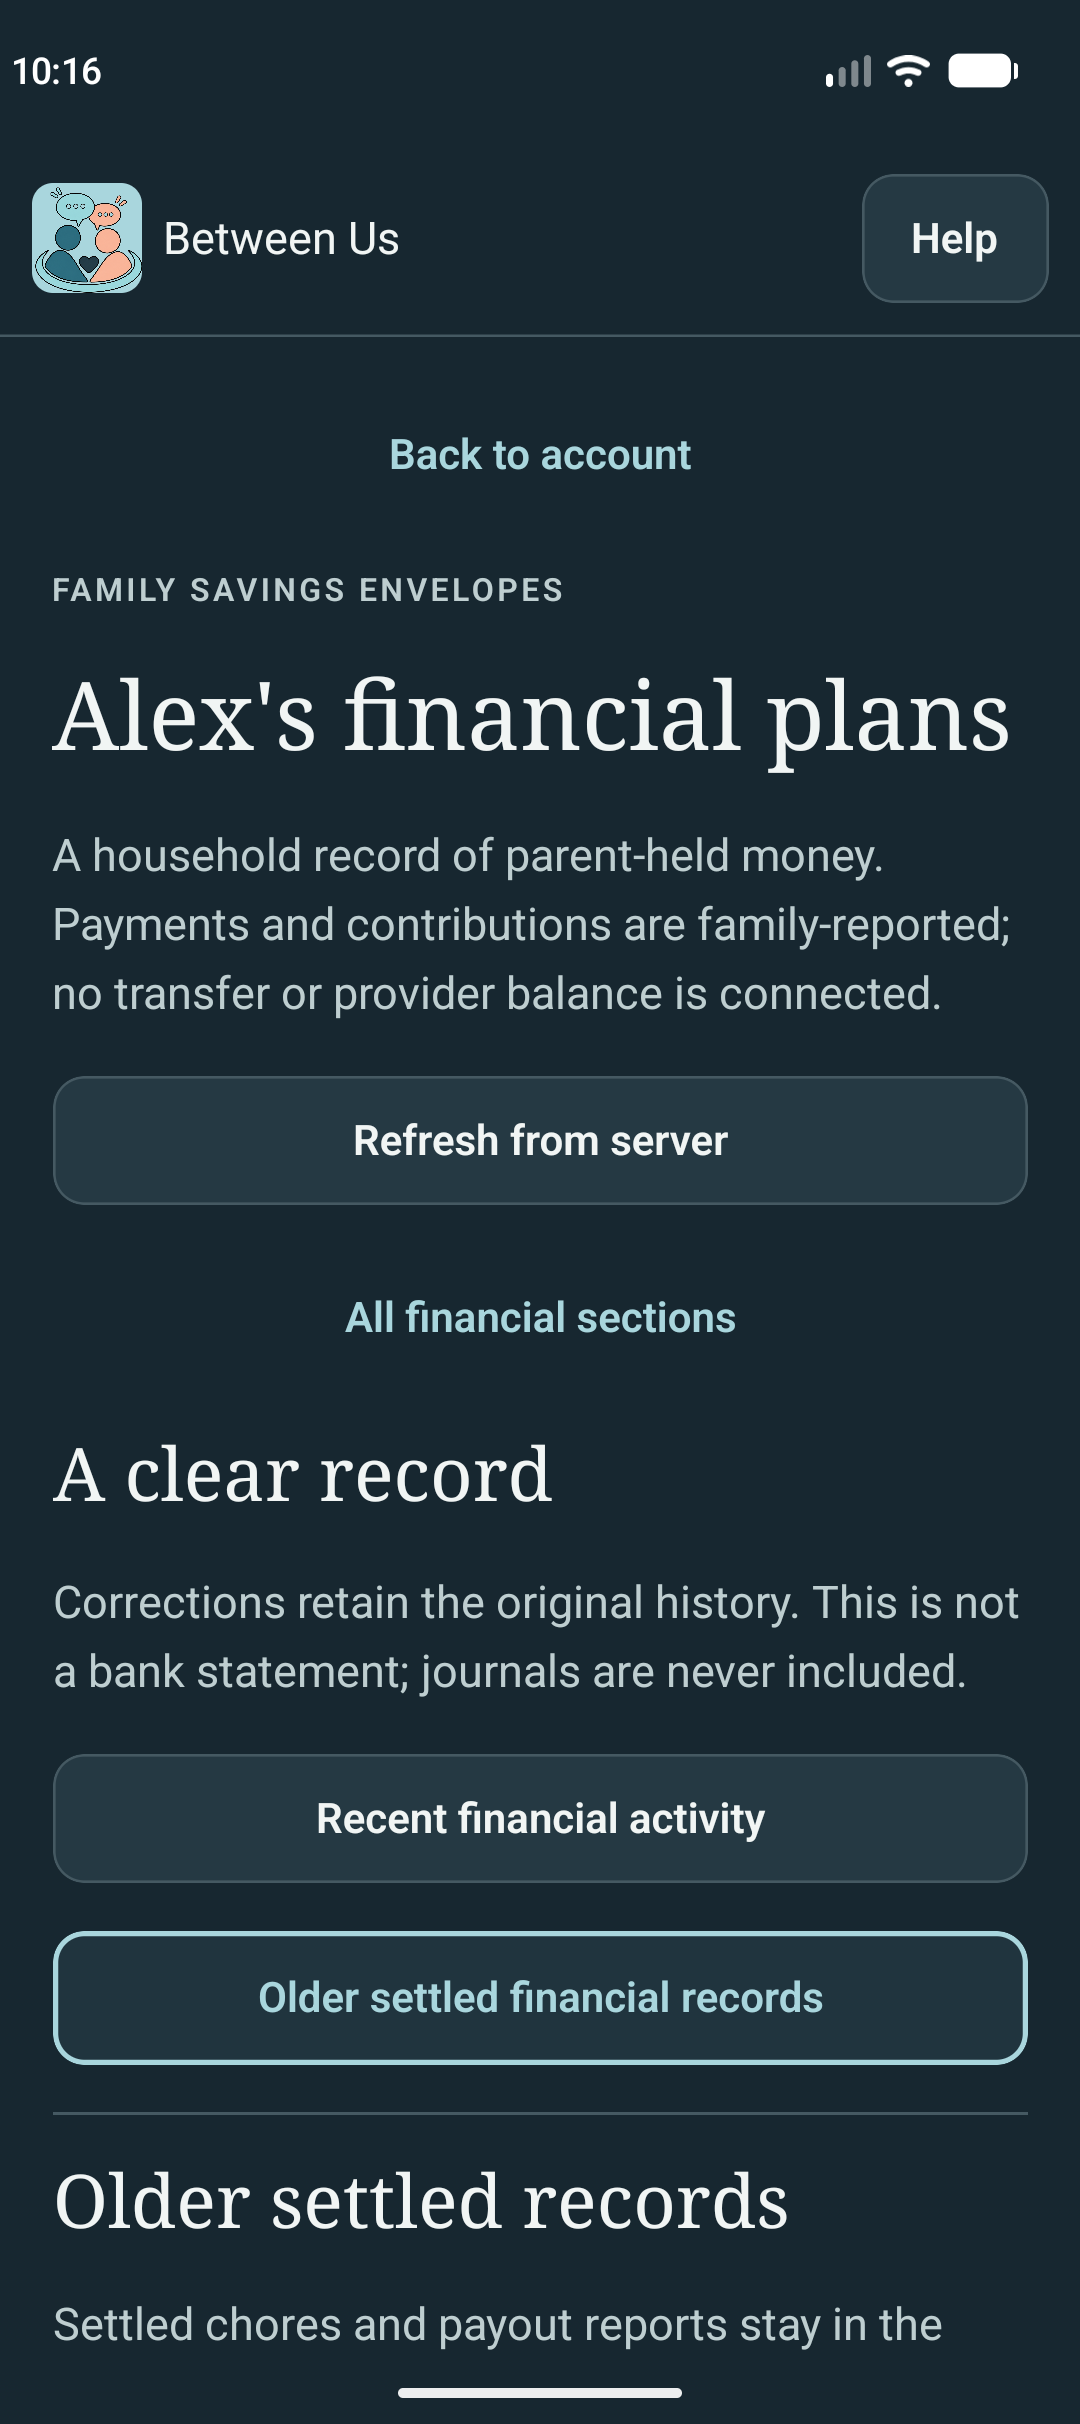 10:16
Between Us
Help
Back to account
FAMILY SAVINGS ENVELOPES
Alex's financial plans
A household record of parent-held money.
Payments and contributions are family-reported;
no transfer or provider balance is connected.
Refresh from server
All financial sections
A clear record
Corrections retain the original history. This is not
a bank statement; journals are never included.
Recent financial activity
Older settled financial records
Older settled records
Settled chores and payout reports stay in the